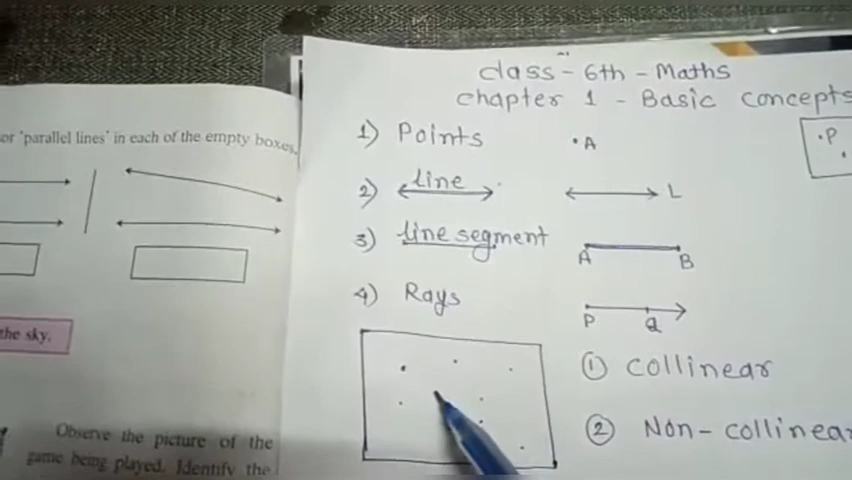 or 'parallel lines' in each of the empty boxes.
the sky.
Observe the picture of the
game being played. Identify the
class - 6th - Maths
chapter 1 - Basic concepts
1) Points
• A
• P
2) line
L
3) line segment
A B
4) Rays
P Q
① collinear
② Non - collinear